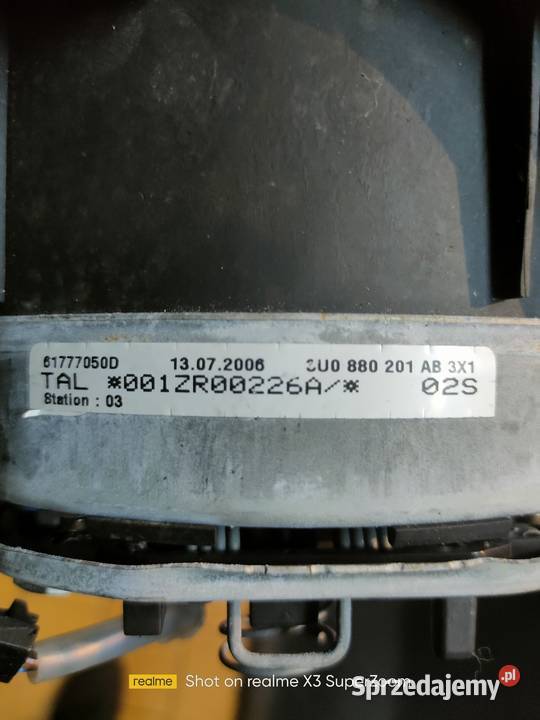 61777050D 13.07.2006 8U0 880 201 AB 3X1
TAL *001ZR00226A/* 02S
Station : 03
realme Shot on realme X3 SuperZoom
Sprzedajemy .pl